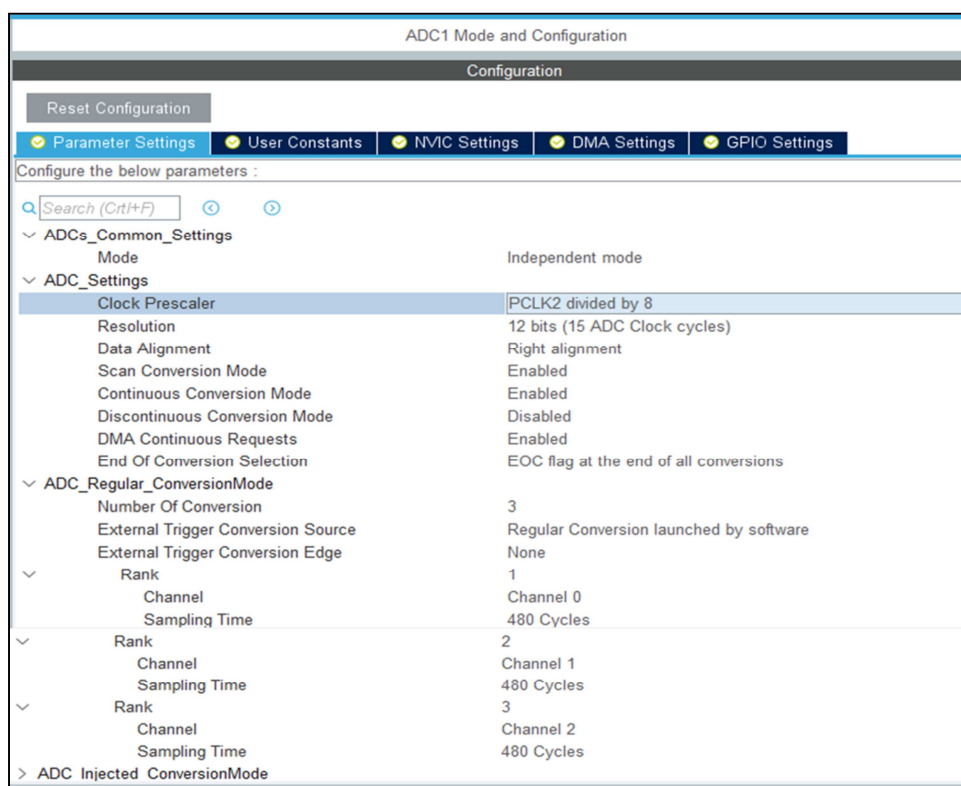 ADC1 Mode and Configuration
Configuration
Reset Configuration
Parameter Settings User Constants NVIC Settings DMA Settings GPIO Settings
Configure the below parameters :
Search (Crtl+F)
ADCs_Common_Settings
Mode Independent mode
ADC_Settings
Clock Prescaler PCLK2 divided by 8
Resolution 12 bits (15 ADC Clock cycles)
Data Alignment Right alignment
Scan Conversion Mode Enabled
Continuous Conversion Mode Enabled
Discontinuous Conversion Mode Disabled
DMA Continuous Requests Enabled
End Of Conversion Selection EOC flag at the end of all conversions
ADC_Regular_ConversionMode
Number Of Conversion 3
External Trigger Conversion Source Regular Conversion launched by software
External Trigger Conversion Edge None
Rank 1
Channel Channel 0
Sampling Time 480 Cycles
Rank 2
Channel Channel 1
Sampling Time 480 Cycles
Rank 3
Channel Channel 2
Sampling Time 480 Cycles
ADC_Injected_ConversionMode